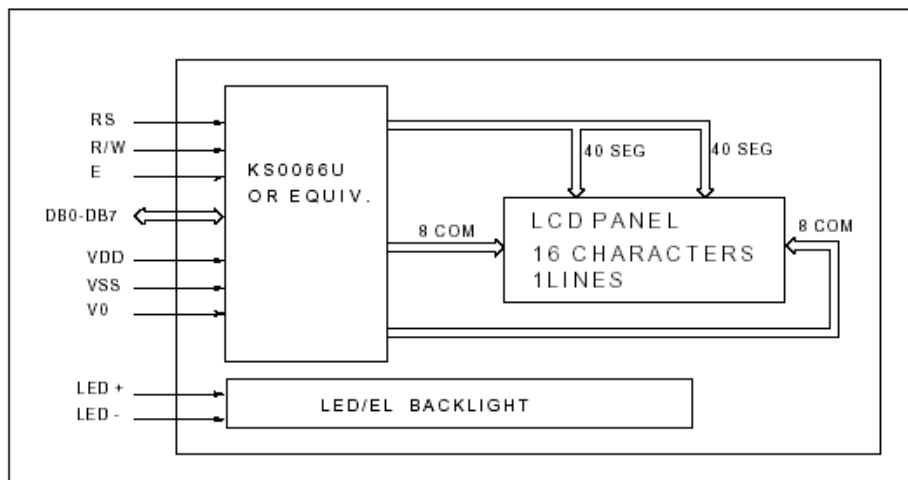 RS
R/W
E
DB0-DB7
VDD
VSS
V0
LED +
LED -
KS0066U
OR EQUIV.
40 SEG
40 SEG
8 COM
LCD PANEL
16 CHARACTERS
1LINES
8 COM
LED/EL BACKLIGHT